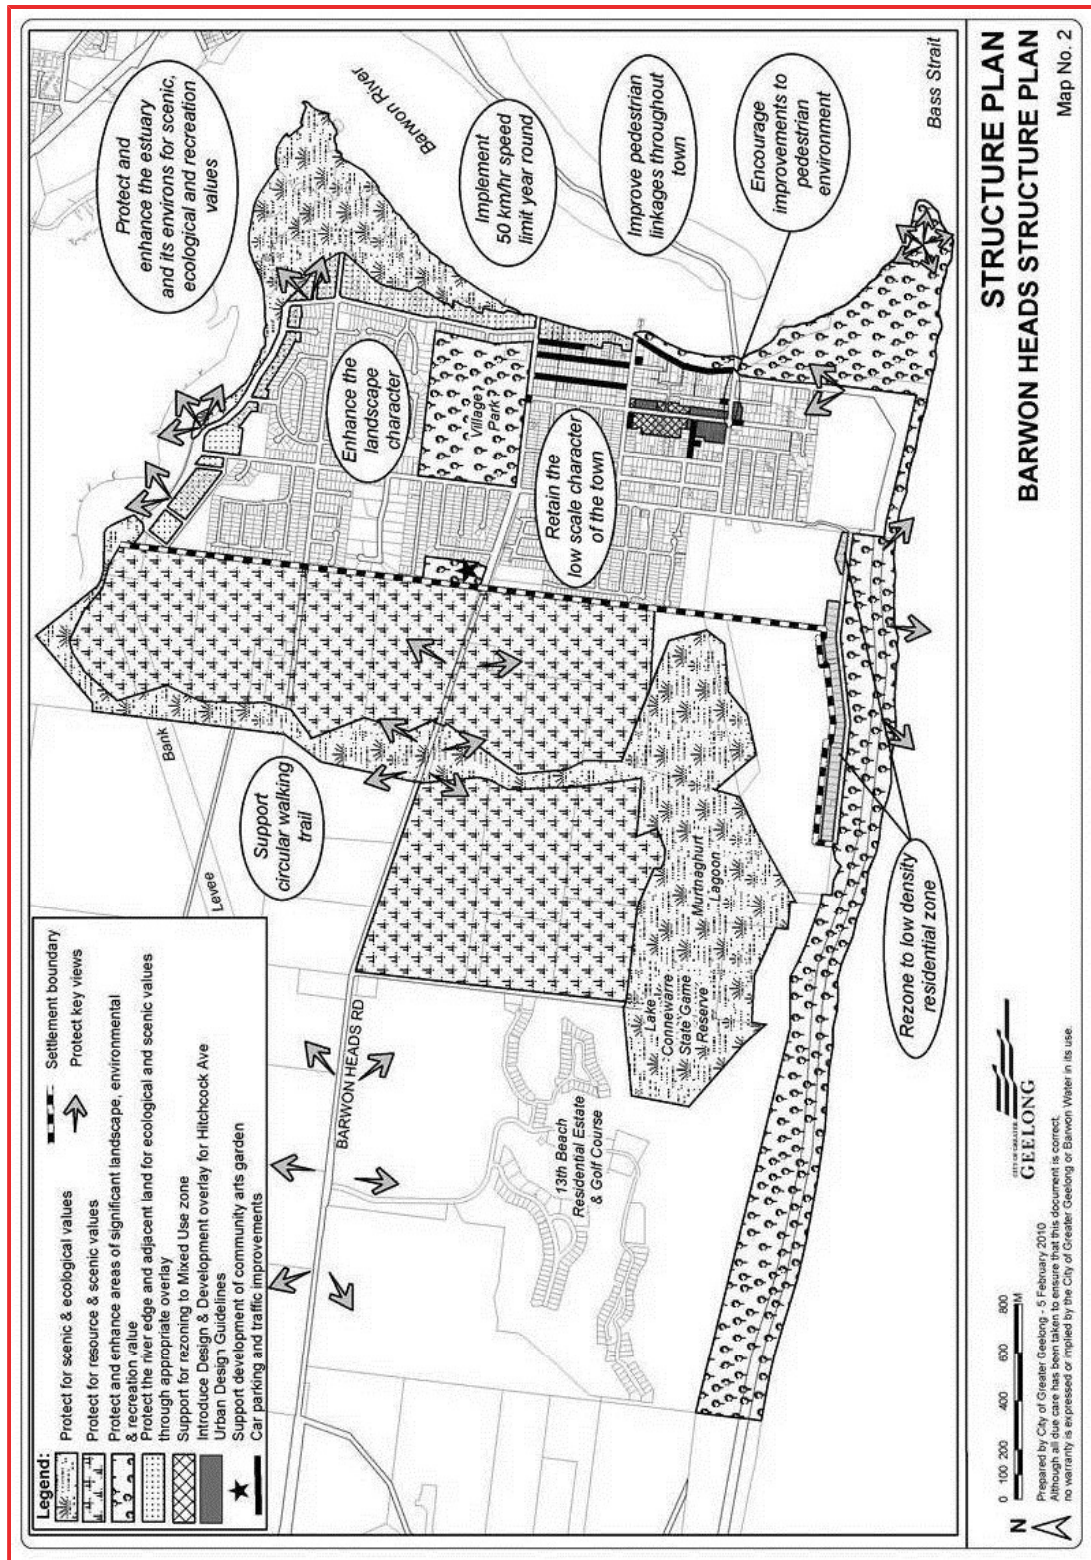 Legend:
Protect for scenic & ecological values
Protect for resource & scenic values
Protect and enhance areas of significant landscape, environmental
& recreation value
Protect the river edge and adjacent land for ecological and scenic values
through appropriate overlay
Support for rezoning to Mixed Use zone
Introduce Design & Development overlay for Hitchcock Ave
Urban Design Guidelines
Support development of community arts garden
Car parking and traffic improvements
Settlement boundary
Protect key views
Levee
Bank
Support
circular walking
trail
Protect and
enhance the estuary
and its environs for scenic,
ecological and recreation
values
Barwon River
Enhance the
landscape
character
Implement
50 km/hr speed
limit year round
Village
Park
Improve pedestrian
linkages throughout
town
Retain the
low scale character
of the town
Encourage
improvements to
pedestrian
environment
Bass Strait
BARWON HEADS RD
13th Beach
Residential Estate
& Golf Course
Lake
Connewarre
State Game
Reserve
Murtnaghurt
Lagoon
Rezone to low density
residential zone
N
0 100 200 400 600 800
M
Prepared by City of Greater Geelong - 5 February 2010
Although all due care has been taken to ensure that this document is correct,
no warranty is expressed or implied by the City of Greater Geelong or Barwon Water in its use.
CITY OF GREATER
GEELONG
STRUCTURE PLAN
BARWON HEADS STRUCTURE PLAN
Map No. 2